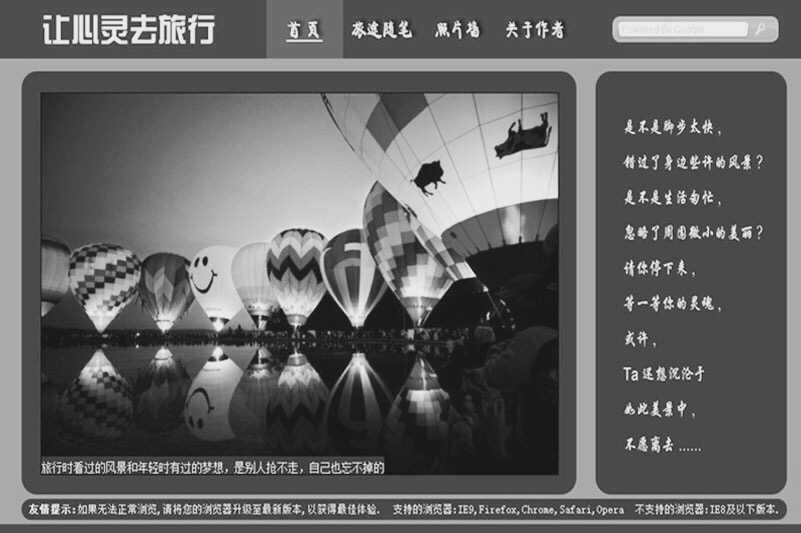 让心灵去旅行
首页 旅途随笔 照片墙 关于作者
是不是脚步太快，
错过了身边些许的风景？
是不是生活匆忙，
忽略了周围微小的美丽？
请你停下来，
等一等你的灵魂，
或许，
Ta 还想沉沦于
如此美景中，
不愿离去 ......
旅行时看过的风景和年轻时有过的梦想，是别人抢不走，自己也忘不掉的
友情提示:如果无法正常浏览,请将您的浏览器升级至最新版本,以获得最佳体验. 支持的浏览器:IE9,Firefox,Chrome,Safari,Opera 不支持的浏览器:IE8及以下版本.